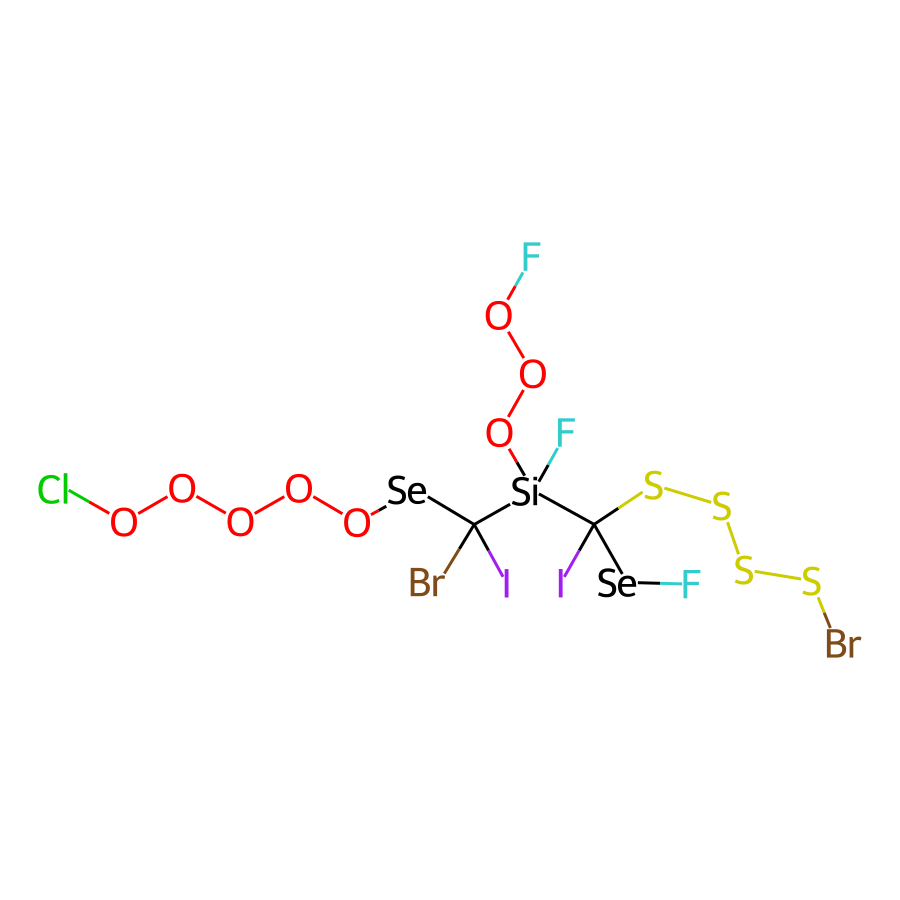 F
O
O
O F
Cl O O O O O Se Si S S
Br I I Se F S S
Br